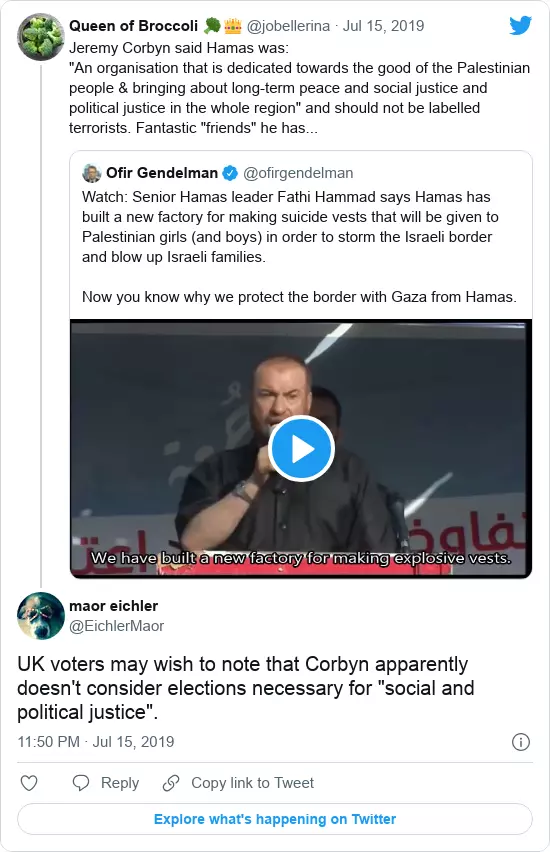 Queen of Broccoli 🥦👑 @jobellerina · Jul 15, 2019
Jeremy Corbyn said Hamas was:
"An organisation that is dedicated towards the good of the Palestinian
people & bringing about long-term peace and social justice and
political justice in the whole region" and should not be labelled
terrorists. Fantastic "friends" he has...
Ofir Gendelman @ofirgendelman
Watch: Senior Hamas leader Fathi Hammad says Hamas has
built a new factory for making suicide vests that will be given to
Palestinian girls (and boys) in order to storm the Israeli border
and blow up Israeli families.
Now you know why we protect the border with Gaza from Hamas.
We have built a new factory for making explosive vests.
maor eichler
@EichlerMaor
UK voters may wish to note that Corbyn apparently
doesn't consider elections necessary for "social and
political justice".
11:50 PM · Jul 15, 2019
Reply
Copy link to Tweet
Explore what's happening on Twitter